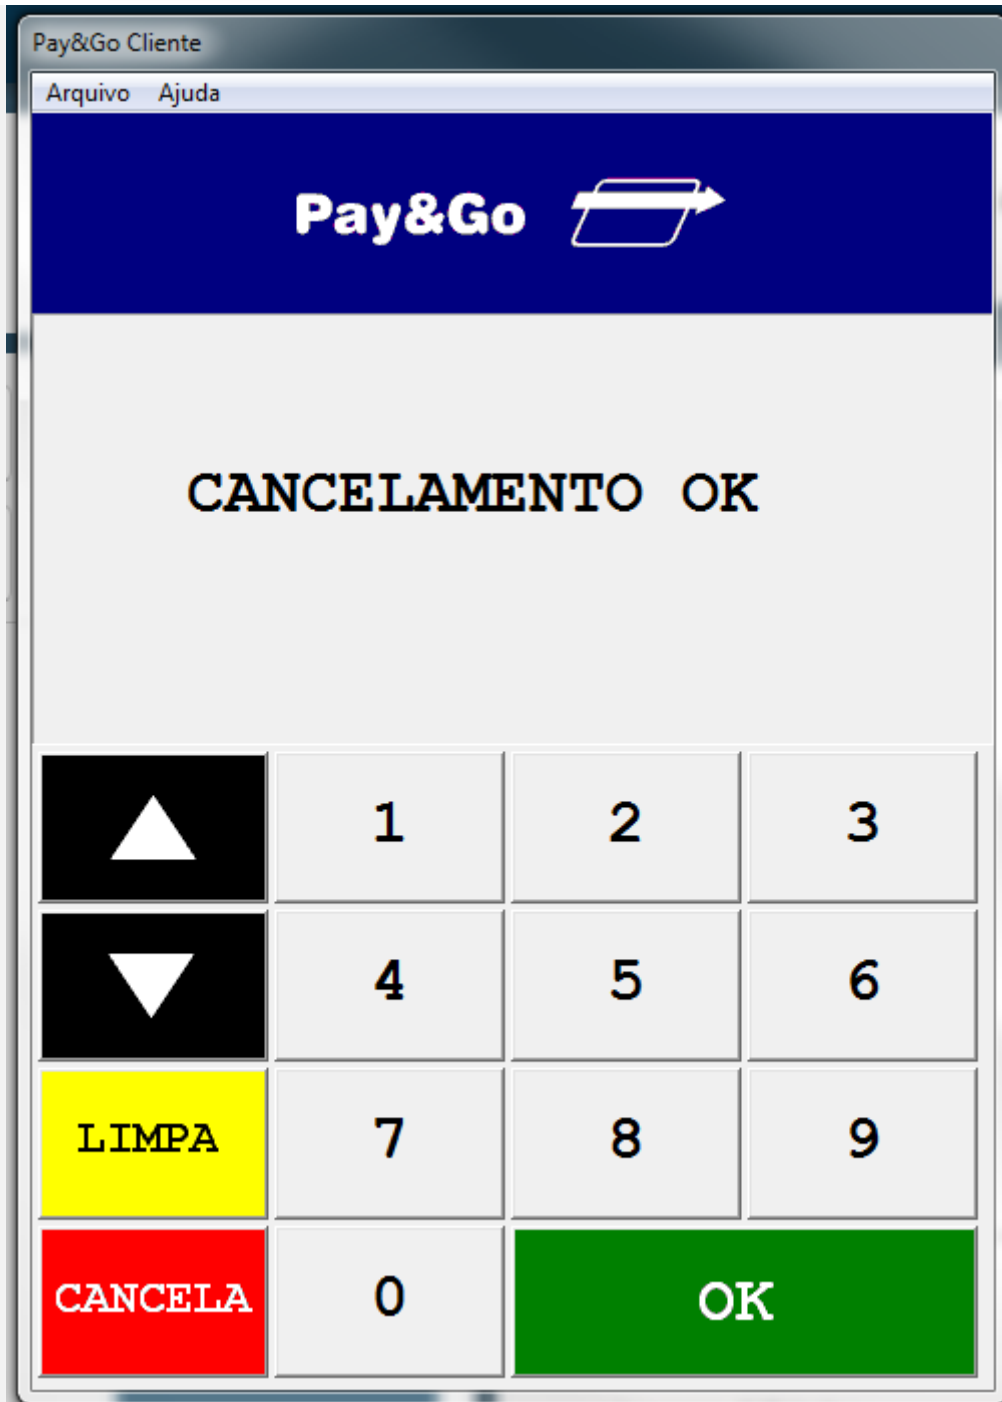 Pay&Go Cliente
Arquivo Ajuda
Pay&Go
CANCELAMENTO OK
1 2 3
4 5 6
LIMPA 7 8 9
CANCELA 0 OK